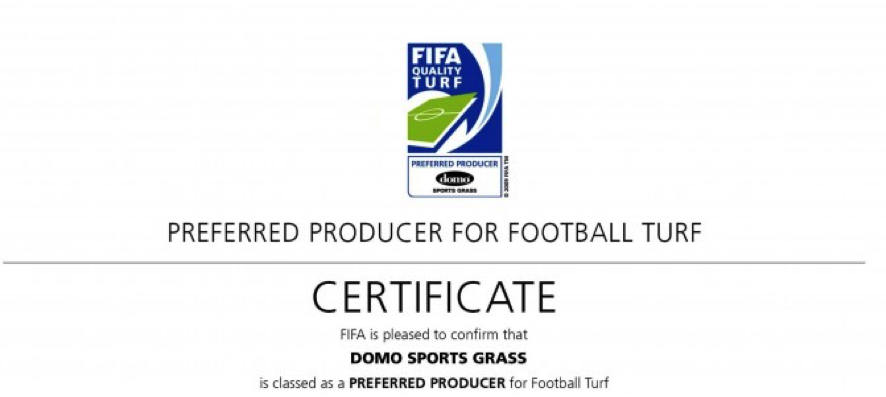 FIFA
QUALITY
TURF
PREFERRED PRODUCER
domo
SPORTS GRASS
© 2009 FIFA TM
PREFERRED PRODUCER FOR FOOTBALL TURF
CERTIFICATE
FIFA is pleased to confirm that
DOMO SPORTS GRASS
is classed as a PREFERRED PRODUCER for Football Turf